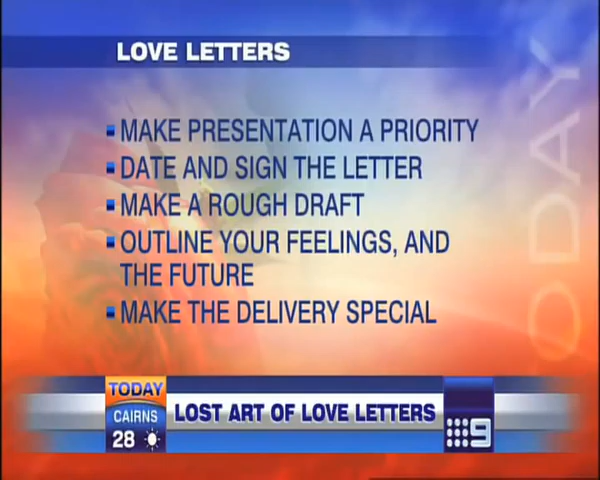 LOVE LETTERS
MAKE PRESENTATION A PRIORITY
DATE AND SIGN THE LETTER
MAKE A ROUGH DRAFT
OUTLINE YOUR FEELINGS, AND
THE FUTURE
MAKE THE DELIVERY SPECIAL
TODAY
TODAY
CAIRNS
28
LOST ART OF LOVE LETTERS
9